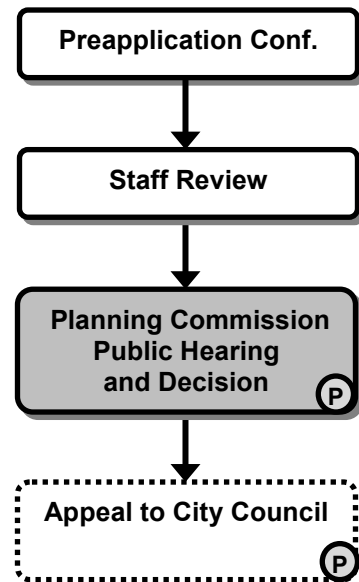 Preapplication Conf.
Staff Review
Planning Commission
Public Hearing
and Decision
P
Appeal to City Council
P